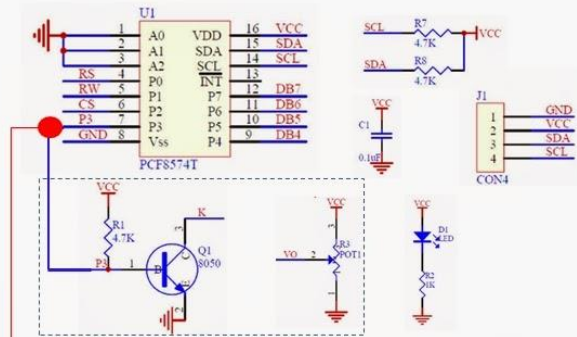 U1
1 A0 VDD 16 VCC
2 A1 SDA 15 SDA
3 A2 SCL 14 SCL
RS 4 P0 INT 13
RW 5 P1 P7 12 DB7
CS 6 P2 P6 11 DB6
P3 7 P3 P5 10 DB5
GND 8 Vss P4 9 DB4
PCF8574T
SCL R7 4.7K VCC
SDA R8 4.7K
VCC
C1
0.1uF
J1
1 GND
2 VCC
3 SDA
4 SCL
CON4
VCC
R1
4.7K
P3 1 B
3 K
C
Q1
8050
E
2
VCC
3
VO 2 R3
POT1
1
VCC
D1
LED
R2
1K